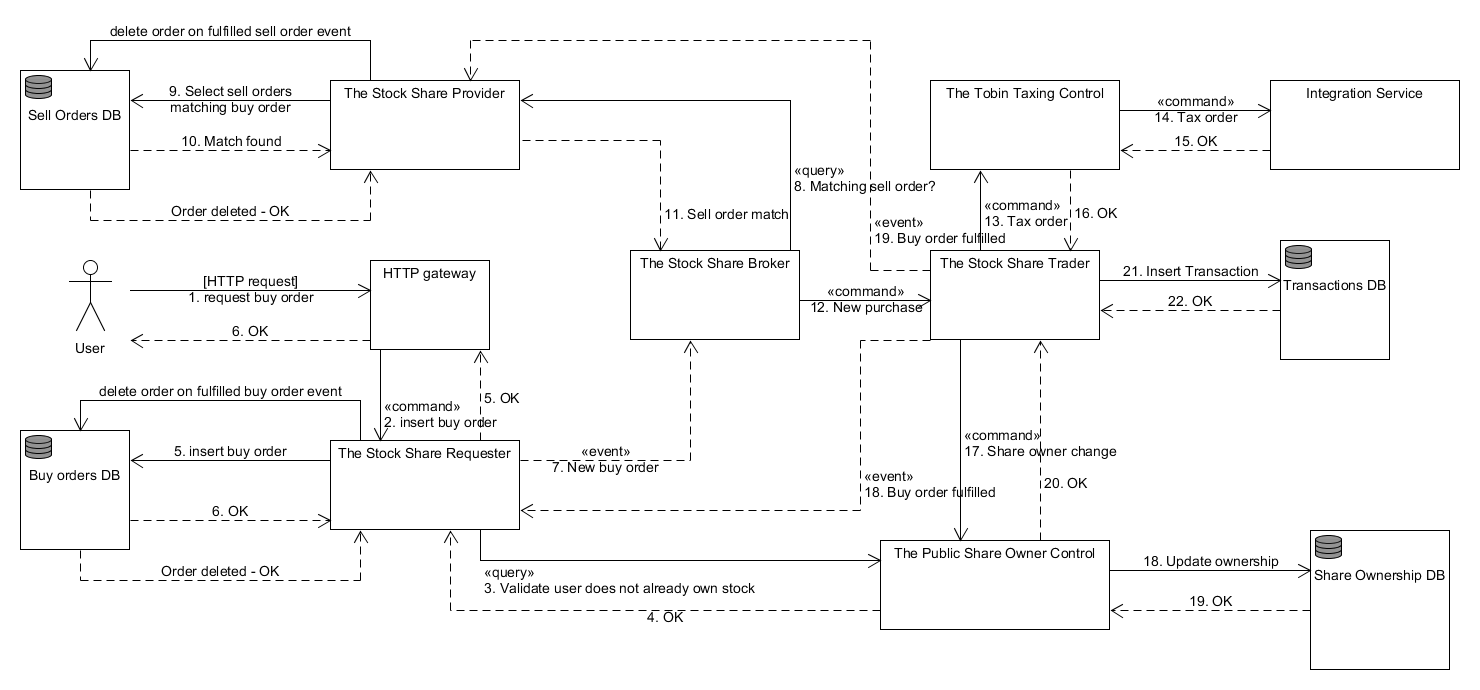 delete order on fulfilled sell order event
Sell Orders DB
9. Select sell orders
matching buy order
10. Match found
Order deleted - OK
The Stock Share Provider
«query»
8. Matching sell order?
11. Sell order match
«event»
19. Buy order fulfilled
The Tobin Taxing Control
«command»
14. Tax order
15. OK
Integration Service
«command»
13. Tax order
16. OK
User
[HTTP request]
1. request buy order
6. OK
HTTP gateway
The Stock Share Broker
«command»
12. New purchase
The Stock Share Trader
21. Insert Transaction
22. OK
Transactions DB
delete order on fulfilled buy order event
«command»
2. insert buy order
5. OK
Buy orders DB
5. insert buy order
6. OK
Order deleted - OK
The Stock Share Requester
«event»
7. New buy order
«event»
18. Buy order fulfilled
«command»
17. Share owner change
20. OK
«query»
3. Validate user does not already own stock
4. OK
The Public Share Owner Control
18. Update ownership
19. OK
Share Ownership DB